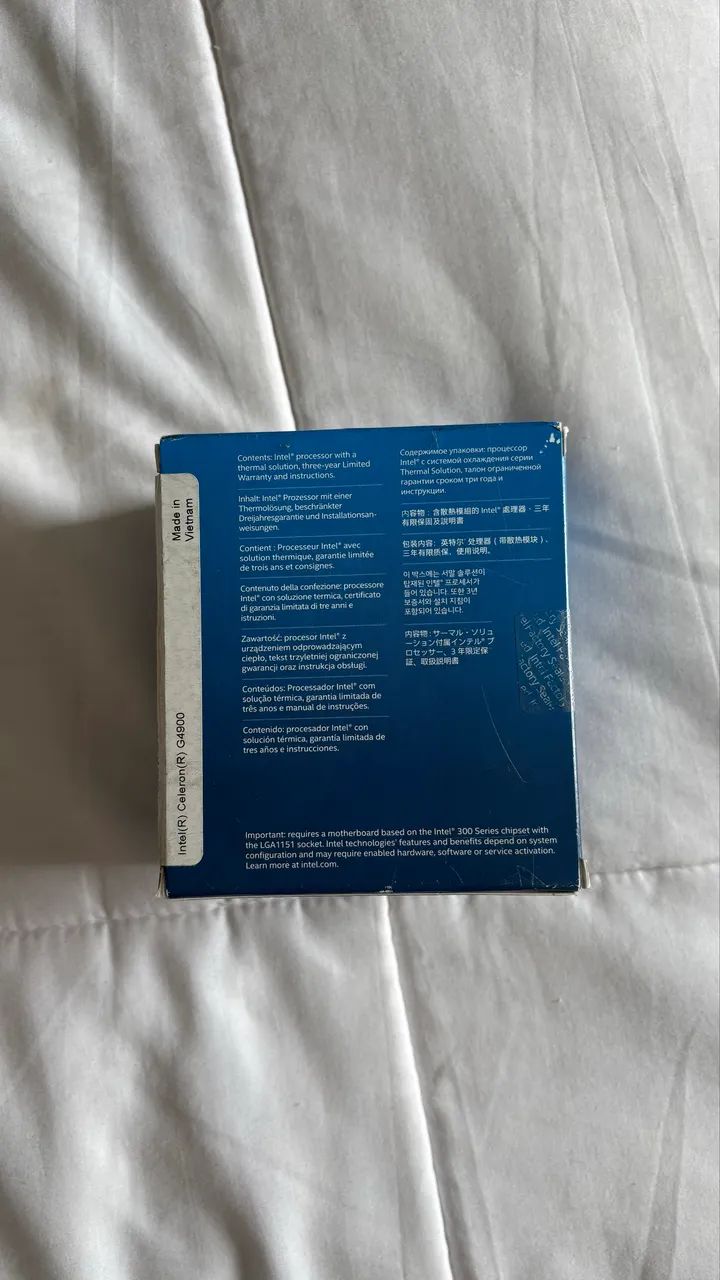 Made in
Vietnam
Intel(R) Celeron(R) G4900
Contents: Intel® processor with a
thermal solution, three-year Limited
Warranty and instructions.
Inhalt: Intel® Prozessor mit einer
Thermolösung, beschränkter
Dreijahresgarantie und Installationsan-
weisungen.
Contient : Processeur Intel® avec
solution thermique, garantie limitée
de trois ans et consignes.
Contenuto della confezione: processore
Intel® con soluzione termica, certificato
di garanzia limitata di tre anni e
istruzioni.
Zawartość: procesor Intel® z
urządzeniem odprowadzającym
ciepło, tekst trzyletniej ograniczonej
gwarancji oraz instrukcja obsługi.
Conteúdos: Processador Intel® com
solução térmica, garantia limitada de
três anos e manual de instruções.
Contenido: procesador Intel® con
solución térmica, garantía limitada de
tres años e instrucciones.
Содержимое упаковки: процессор
Intel® с системой охлаждения серии
Thermal Solution, талон ограниченной
гарантии сроком три года и
инструкции.
內容物：含散熱模組的 Intel® 處理器、三年
有限保固及說明書
包装内容：英特尔® 处理器（带散热模块）、
三年有限质保、使用说明。
이 박스에는 서말 솔루션이
탑재된 인텔® 프로세서가
들어 있습니다. 또한 3년
보증서와 설치 지침이
포함되어 있습니다.
内容物 : サーマル・ソリュ
ーション付属インテル® プ
ロセッサー、3 年限定保
証、取扱説明書
Important: requires a motherboard based on the Intel® 300 Series chipset with
the LGA1151 socket. Intel technologies' features and benefits depend on system
configuration and may require enabled hardware, software or service activation.
Learn more at intel.com.